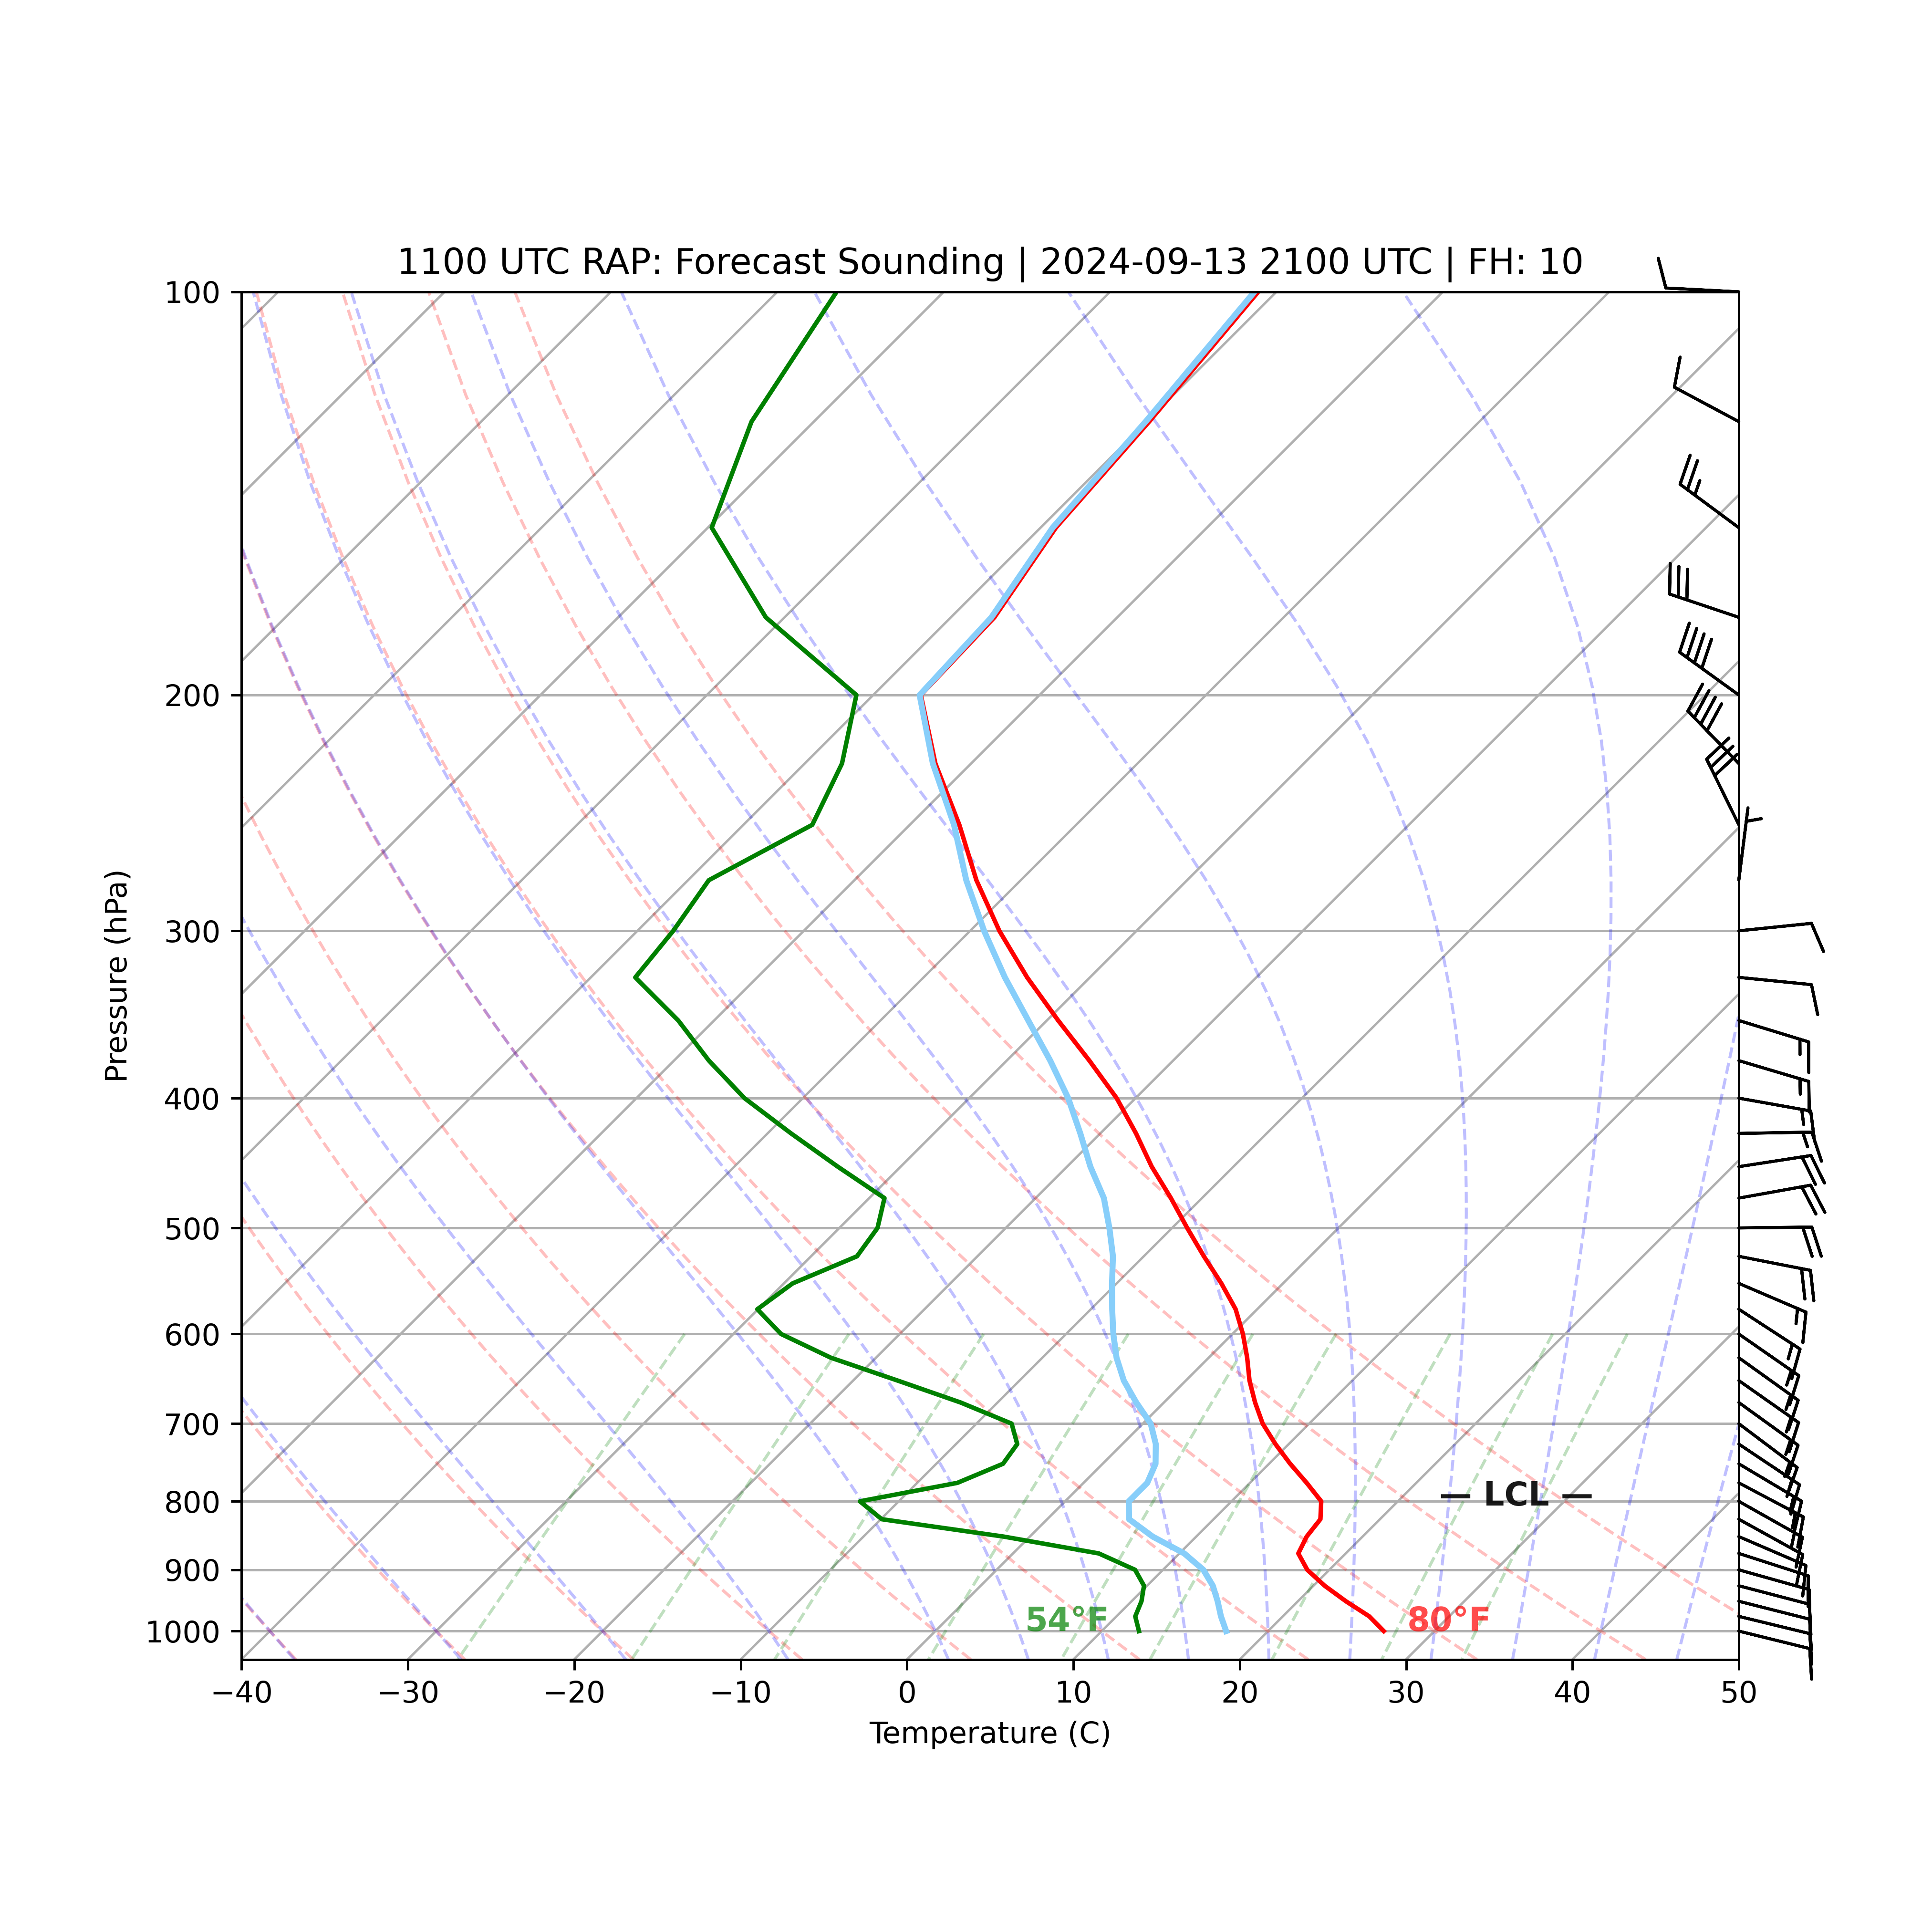 1100 UTC RAP: Forecast Sounding | 2024-09-13 2100 UTC | FH: 10
100
200
300
400
500
600
700
800
900
1000
Pressure (hPa)
— LCL —
54°F
80°F
−40 −30 −20 −10 0 10 20 30 40 50
Temperature (C)